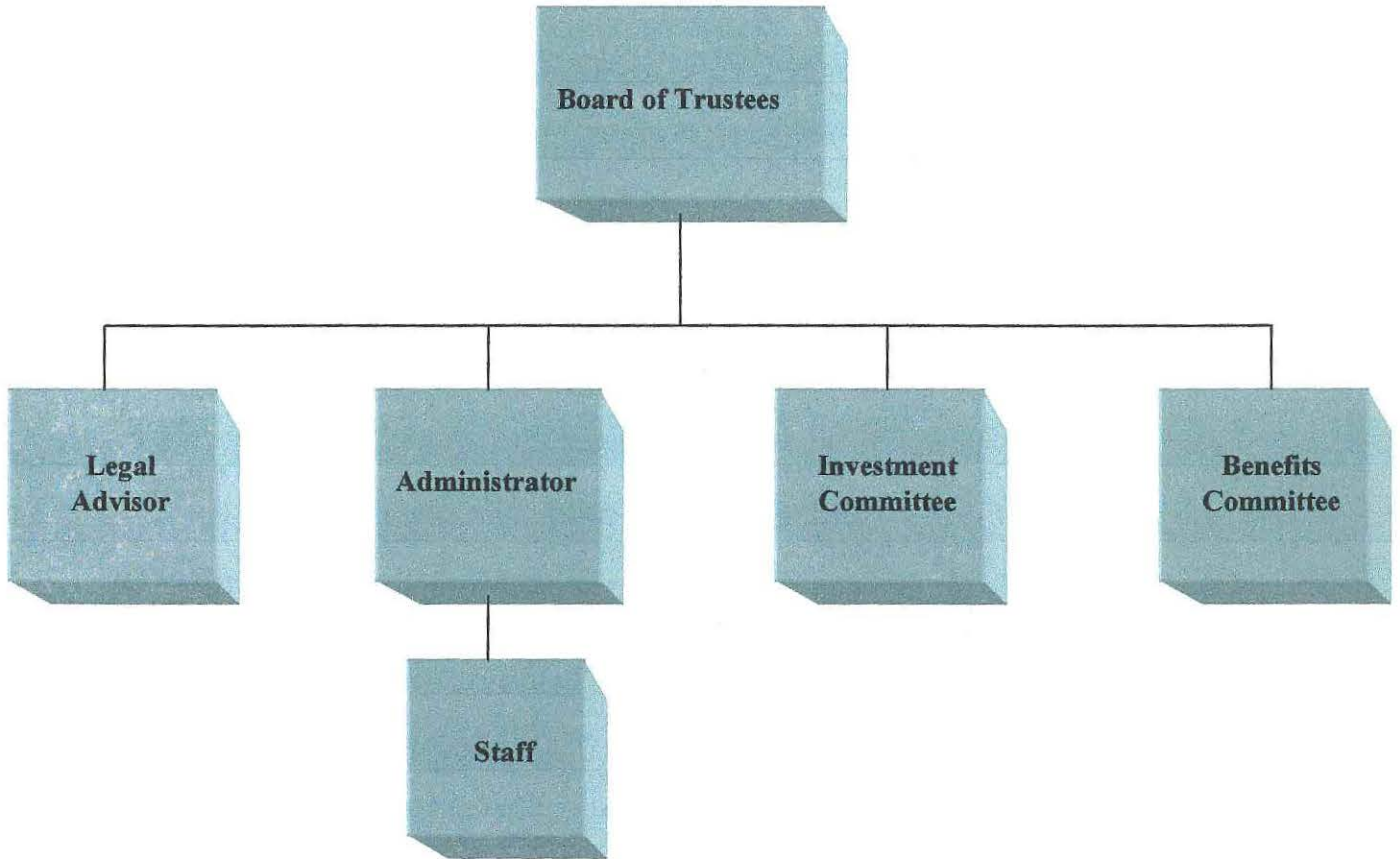 Board of Trustees
Legal
Advisor
Administrator
Investment
Committee
Benefits
Committee
Staff